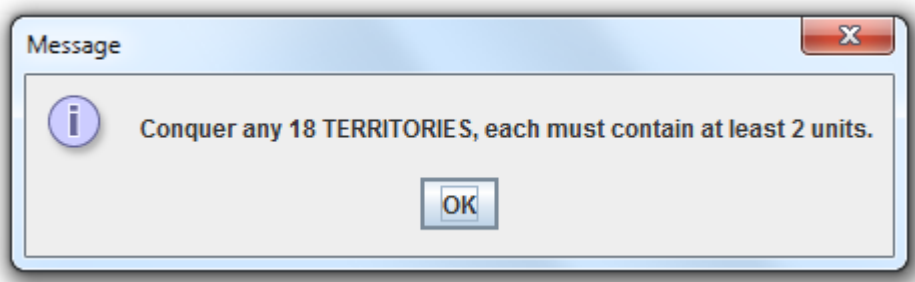 Message
Conquer any 18 TERRITORIES, each must contain at least 2 units.
OK